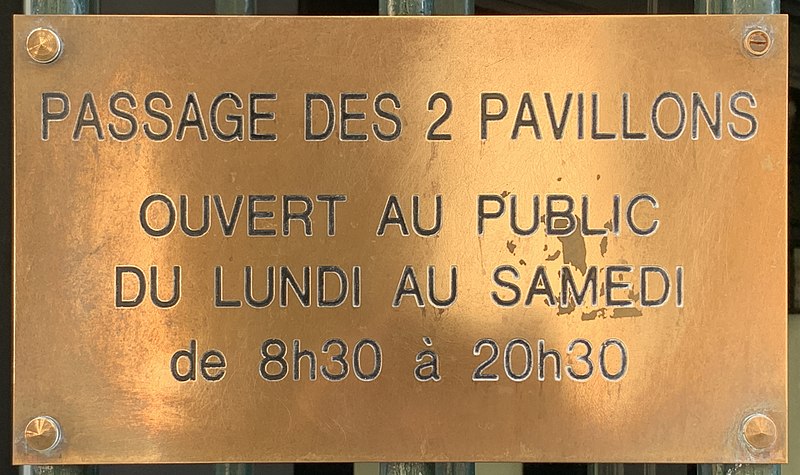 PASSAGE DES 2 PAVILLONS
OUVERT AU PUBLIC
DU LUNDI AU SAMEDI
de 8h30 à 20h30